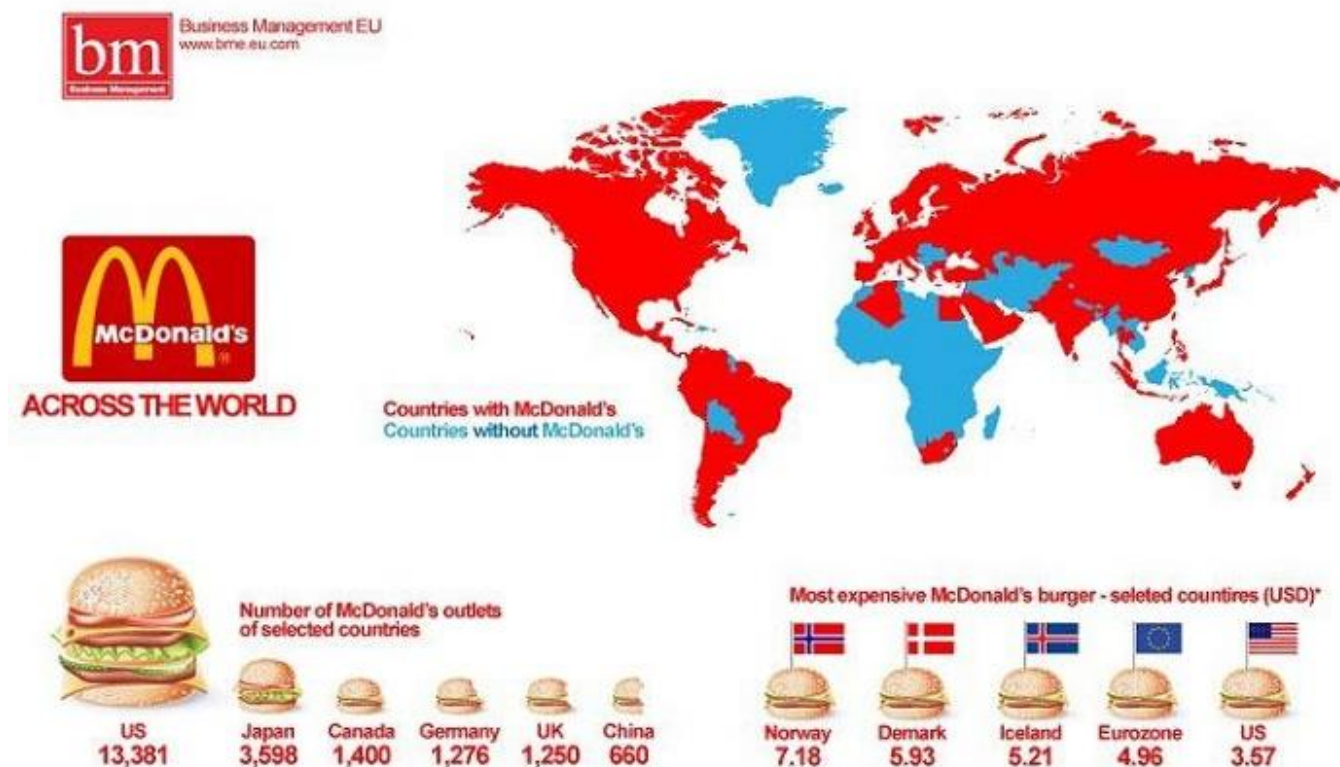 bm
Business Management
Business Management EU
www.bme.eu.com
McDonald's
®
ACROSS THE WORLD
Countries with McDonald's
Countries without McDonald's
Number of McDonald's outlets
of selected countries
US
13,381
Japan
3,598
Canada
1,400
Germany
1,276
UK
1,250
China
660
Most expensive McDonald's burger - seleted countires (USD)*
Norway
7.18
Demark
5.93
Iceland
5.21
Eurozone
4.96
US
3.57